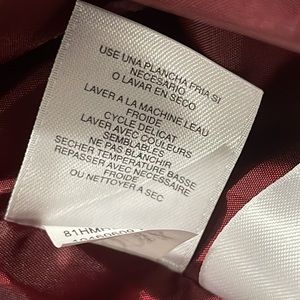 USE UNA PLANCHA FRIA SI
NECESARIO
O LAVAR EN SECO
LAVER A LA MACHINE L'EAU
FROIDE
CYCLE DELICAT
LAVER AVEC COULEURS
SEMBLABLES
NE PAS BLANCHIR
SECHER TEMPERATURE BASSE
REPASSER AVEC NECESSAIRE
FROIDE
OU NETTOYER A SEC